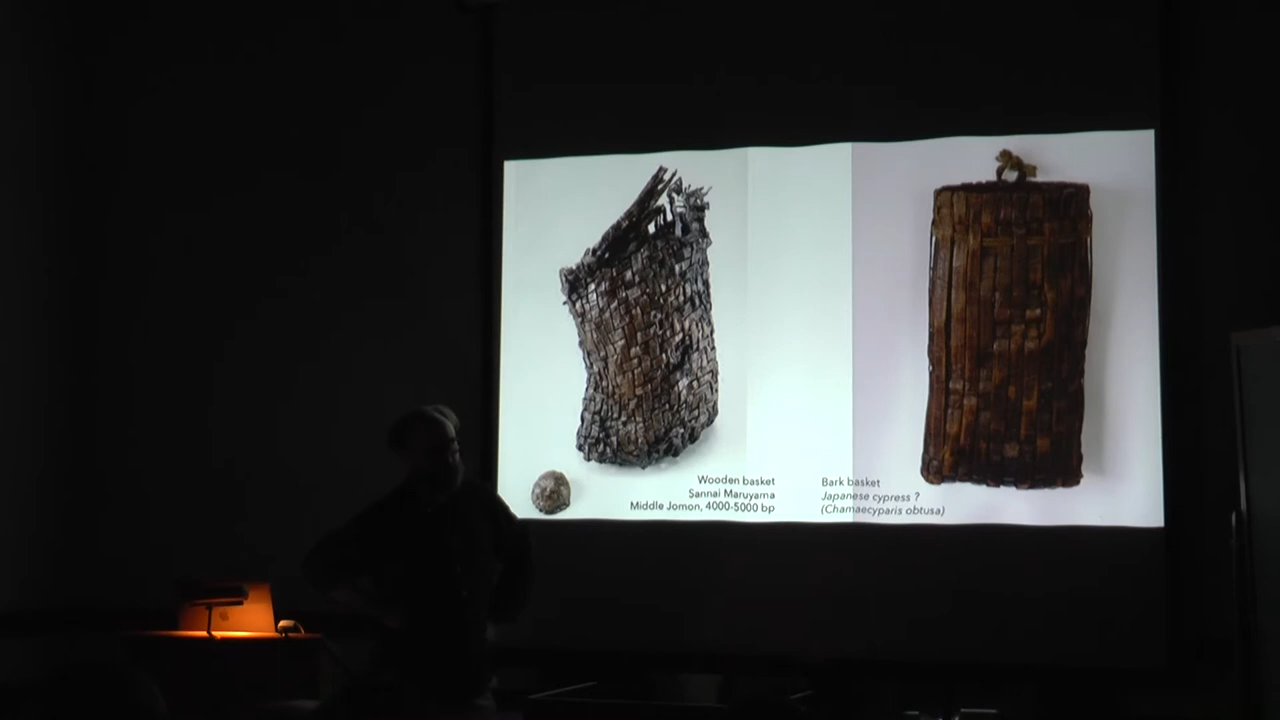 Wooden basket
Sannai Maruyama
Middle Jomon, 4000-5000 bp
Bark basket
Japanese cypress ?
(Chamaecyparis obtusa)